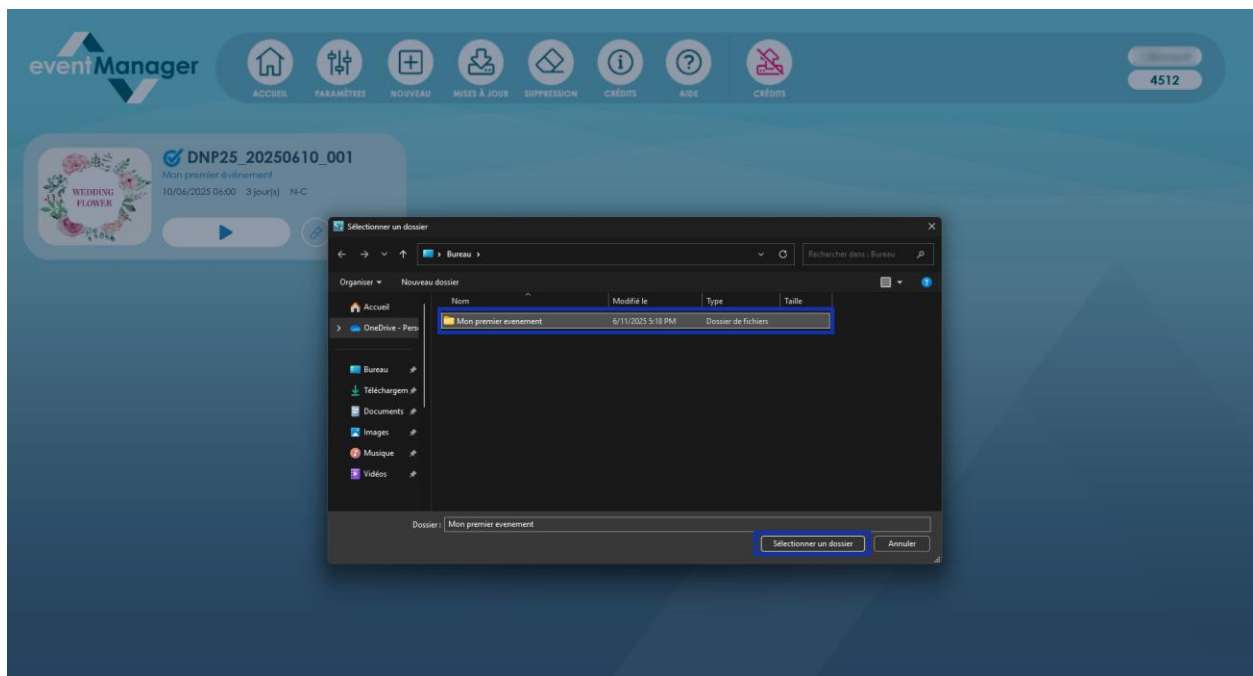 eventManager
ACCUEIL
PARAMÈTRES
NOUVEAU
MISES À JOUR
SUPPRESSION
CRÉDITS
AIDE
CRÉDITS
4512
WEDDING
FLOWER
DNP25_20250610_001
Mon premier événement
10/06/2025 06:00 3 jour(s) N-C
Sélectionner un dossier
Bureau
Rechercher dans : Bureau
Organiser
Nouveau dossier
Nom
Modifié le
Type
Taille
Accueil
OneDrive - Perso
Mon premier evenement
6/11/2025 5:18 PM
Dossier de fichiers
Bureau
Téléchargem
Documents
Images
Musique
Vidéos
Dossier : Mon premier evenement
Sélectionner un dossier
Annuler